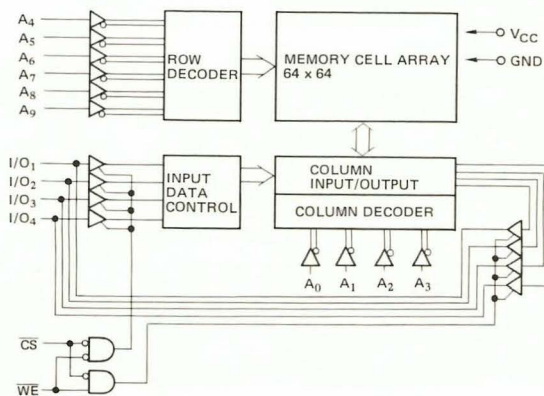 A4
A5
A6
A7
A8
A9
ROW
DECODER
MEMORY CELL ARRAY
64 x 64
VCC
GND
I/O1
I/O2
I/O3
I/O4
INPUT
DATA
CONTROL
COLUMN
INPUT/OUTPUT
COLUMN DECODER
A0 A1 A2 A3
CS
WE